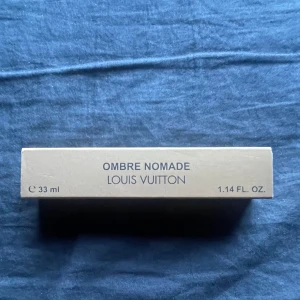 OMBRE NOMADE
LOUIS VUITTON
℮ 33 ml 1.14 FL. OZ.